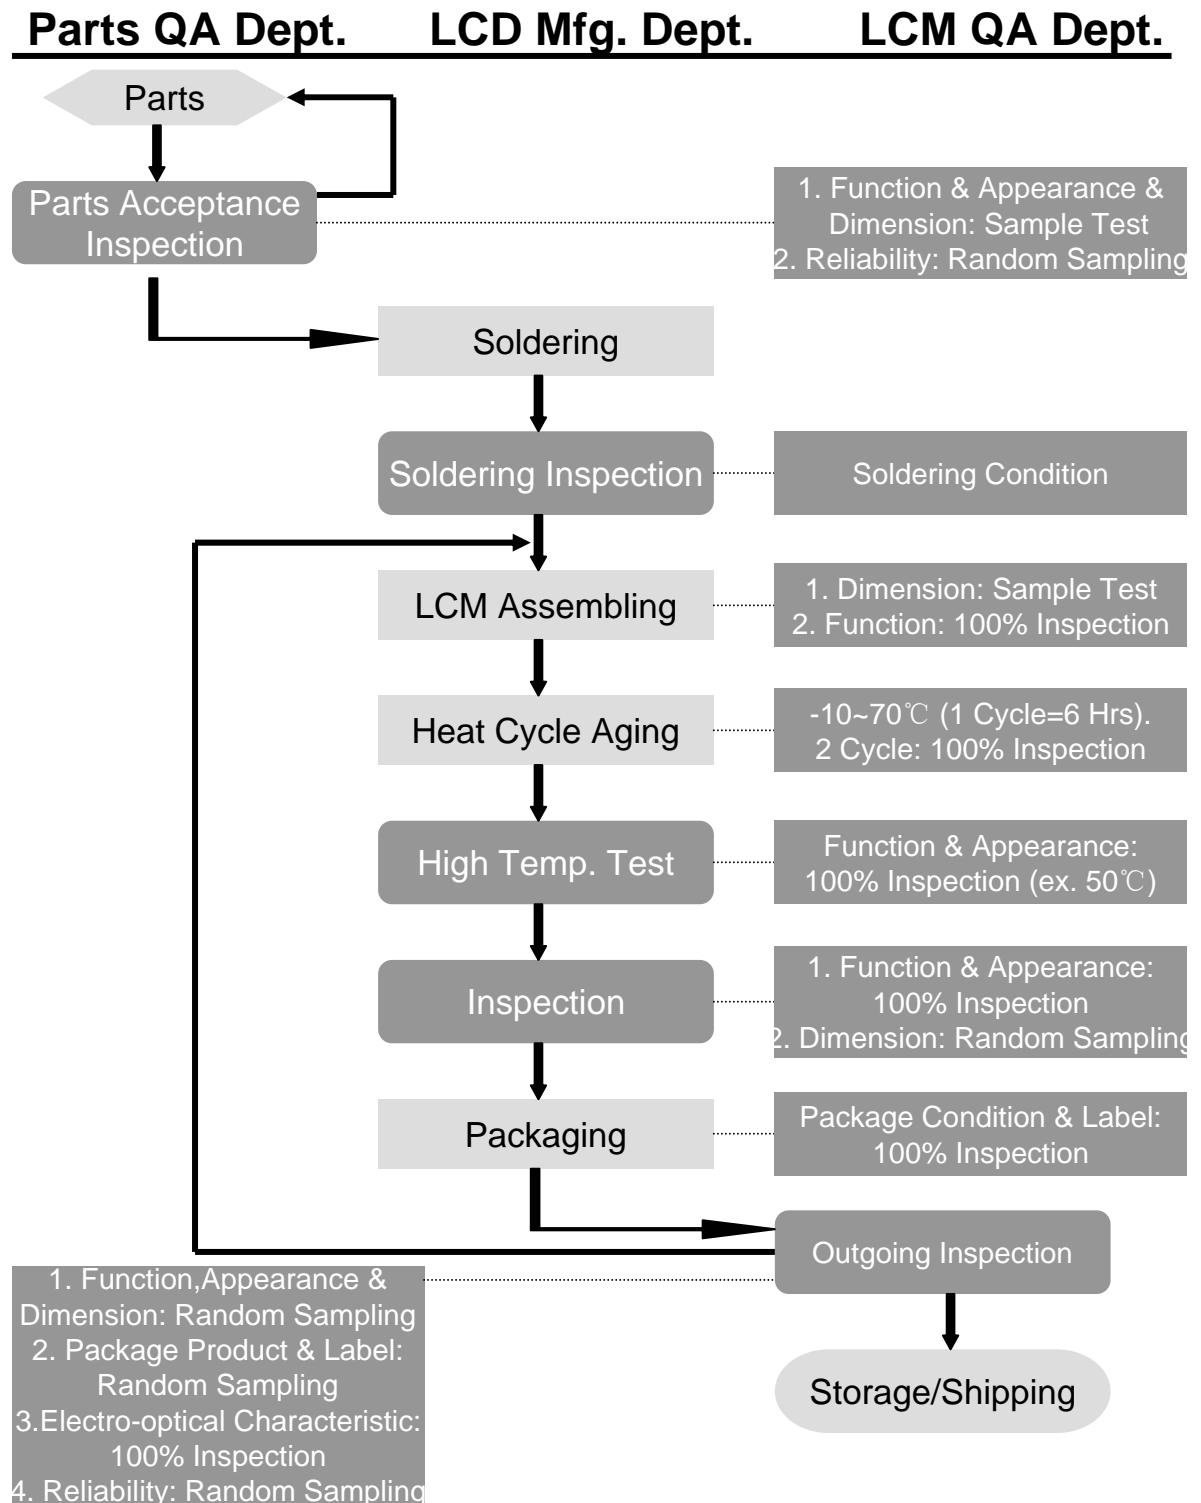 Parts QA Dept.
LCD Mfg. Dept.
LCM QA Dept.
Parts
Parts Acceptance
Inspection
1. Function & Appearance &
Dimension: Sample Test
2. Reliability: Random Sampling
Soldering
Soldering Inspection
Soldering Condition
LCM Assembling
1. Dimension: Sample Test
2. Function: 100% Inspection
Heat Cycle Aging
-10~70℃ (1 Cycle=6 Hrs).
2 Cycle: 100% Inspection
High Temp. Test
Function & Appearance:
100% Inspection (ex. 50℃)
Inspection
1. Function & Appearance:
100% Inspection
2. Dimension: Random Sampling
Packaging
Package Condition & Label:
100% Inspection
Outgoing Inspection
1. Function,Appearance &
Dimension: Random Sampling
2. Package Product & Label:
Random Sampling
3.Electro-optical Characteristic:
100% Inspection
4. Reliability: Random Sampling
Storage/Shipping